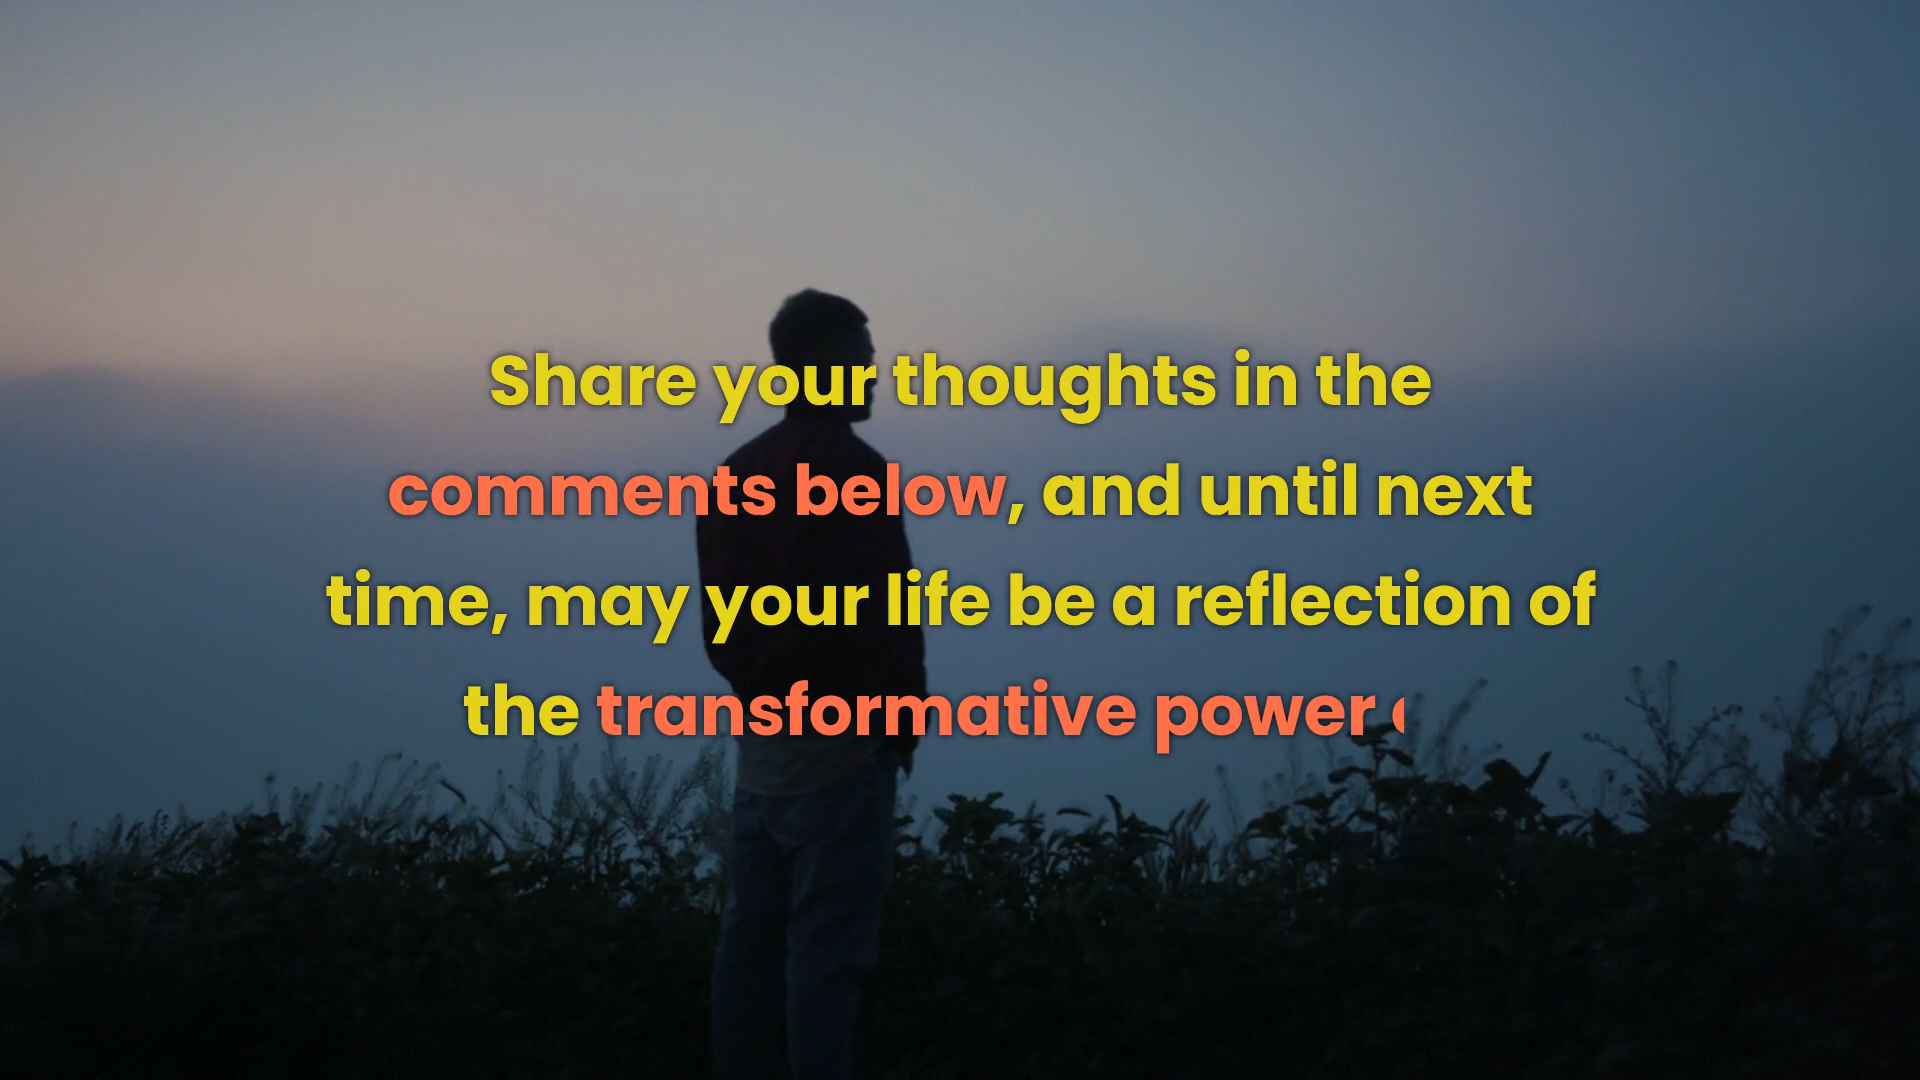 Share your thoughts in the
comments below, and until next
time, may your life be a reflection of
the transformative power